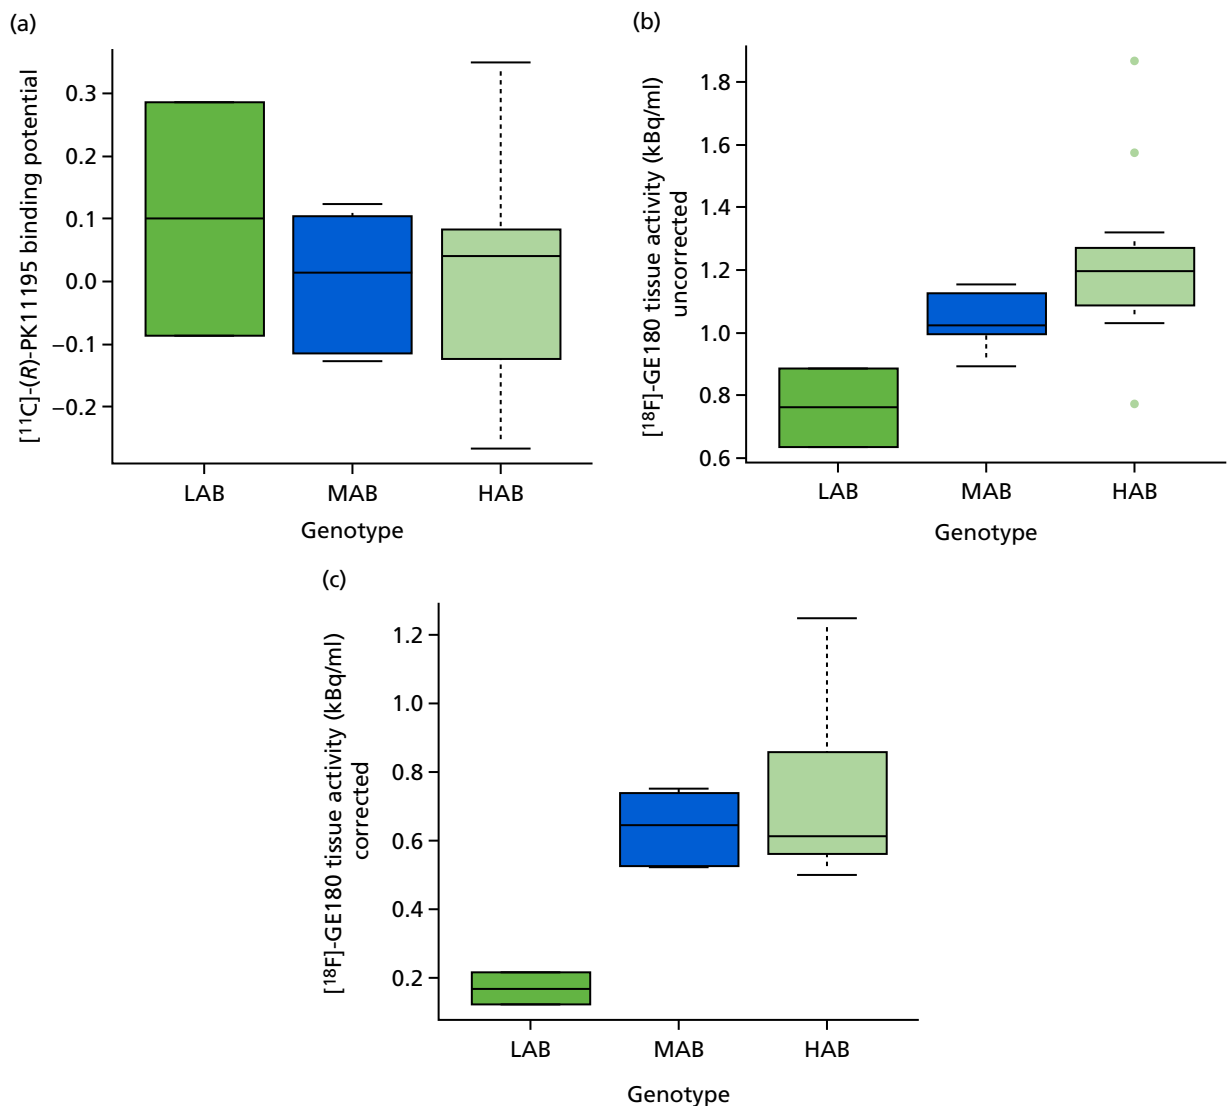 (a)
[¹¹C]-(R)-PK11195 binding potential
0.3
0.2
0.1
0.0
−0.1
−0.2
LAB MAB HAB
Genotype
(b)
[¹⁸F]-GE180 tissue activity (kBq/ml)
uncorrected
1.8
1.6
1.4
1.2
1.0
0.8
0.6
LAB MAB HAB
Genotype
(c)
[¹⁸F]-GE180 tissue activity (kBq/ml)
corrected
1.2
1.0
0.8
0.6
0.4
0.2
LAB MAB HAB
Genotype